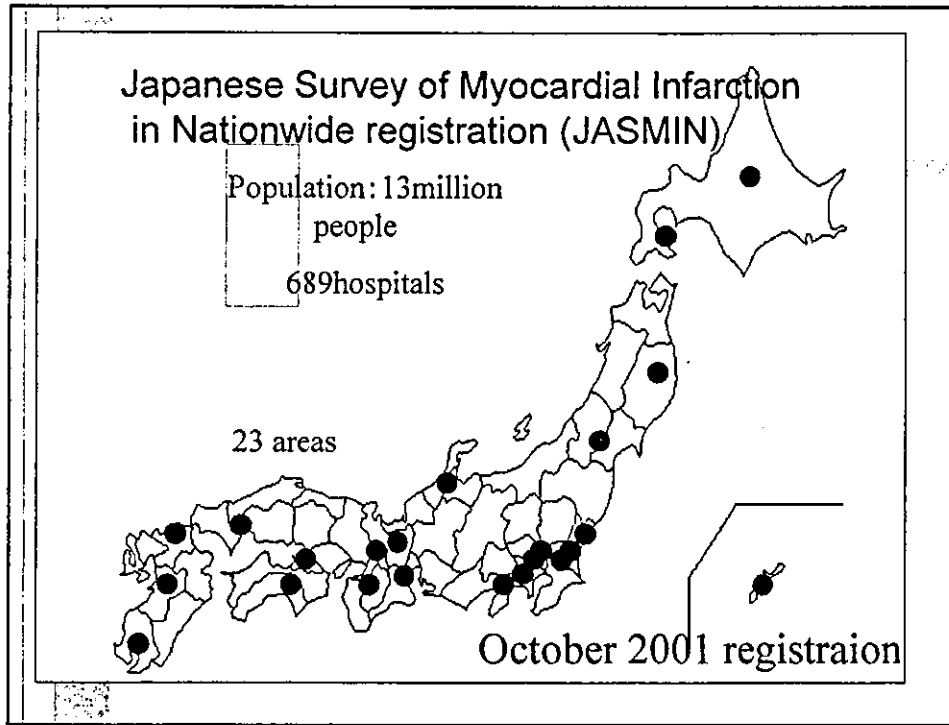 Japanese Survey of Myocardial Infarction
in Nationwide registration (JASMIN)
Population:13million
people
689hospitals
23 areas
October 2001 registraion